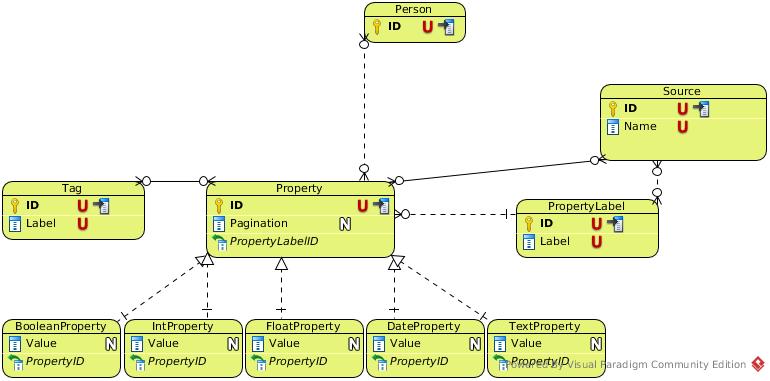 Person
ID U
Source
ID U
Name U
Tag
ID U
Label U
Property
ID U
Pagination N
PropertyLabelID
PropertyLabel
ID U
Label U
BooleanProperty
Value N
PropertyID
IntProperty
Value N
PropertyID
FloatProperty
Value N
PropertyID
DateProperty
Value N
PropertyID
TextProperty
Value N
PropertyID
Powered By Visual Paradigm Community Edition